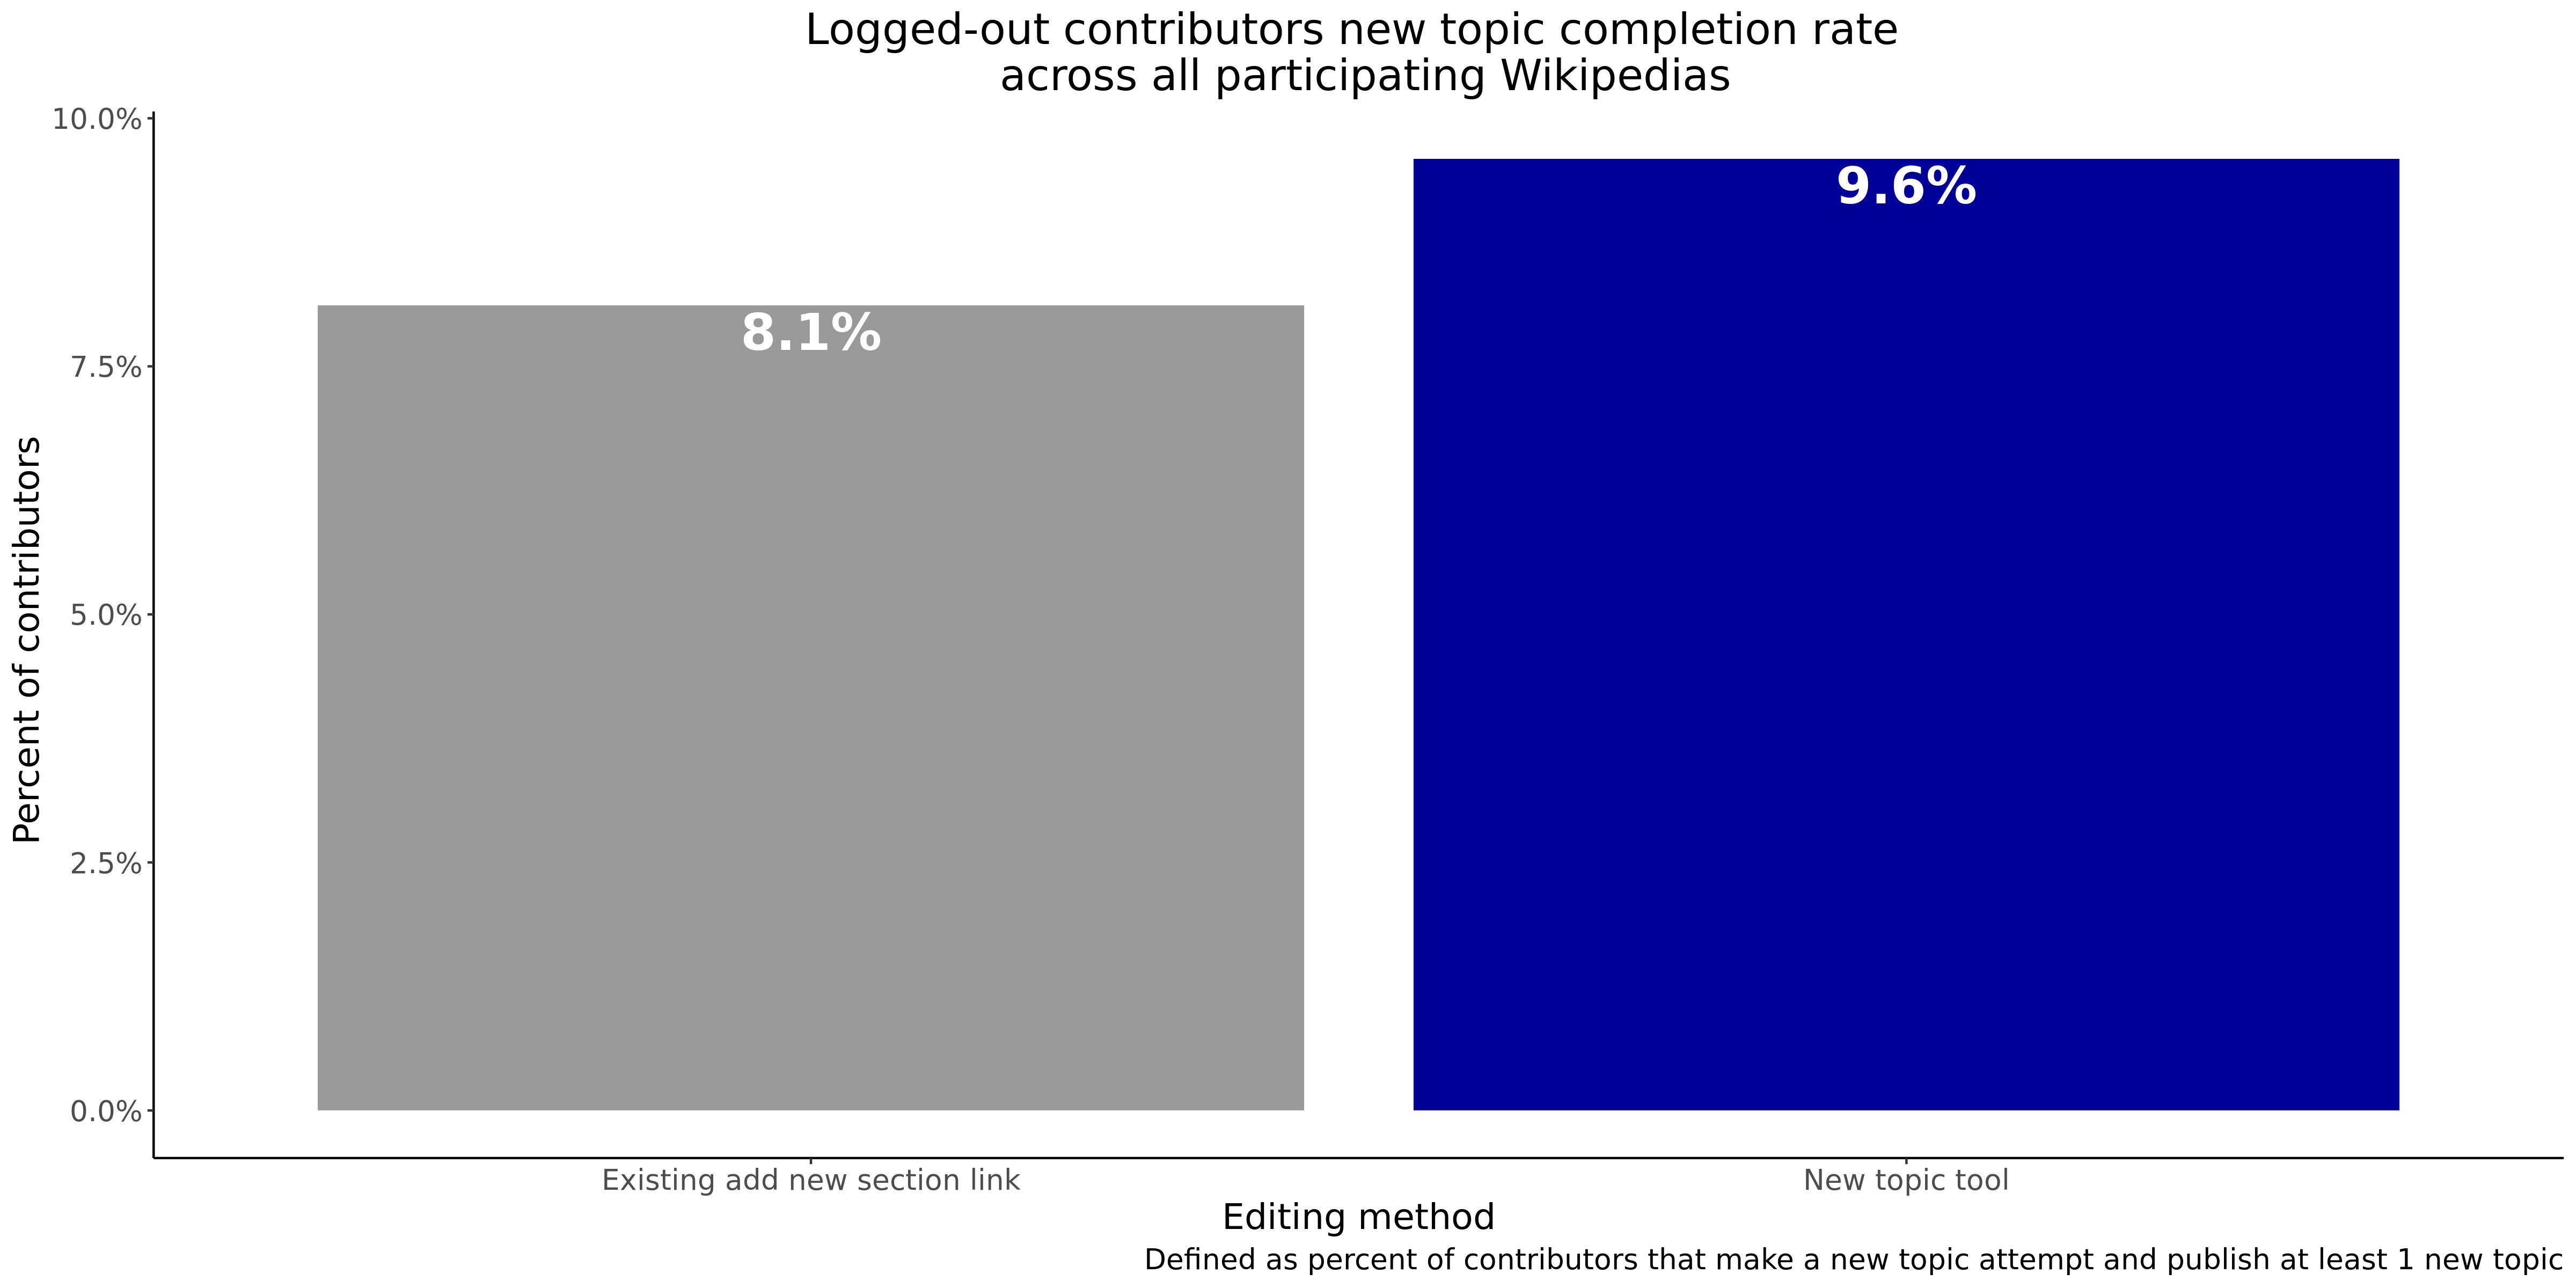 Logged-out contributors new topic completion rate
across all participating Wikipedias
Percent of contributors
10.0%
7.5%
5.0%
2.5%
0.0%
8.1%
9.6%
Existing add new section link
New topic tool
Editing method
Defined as percent of contributors that make a new topic attempt and publish at least 1 new topic